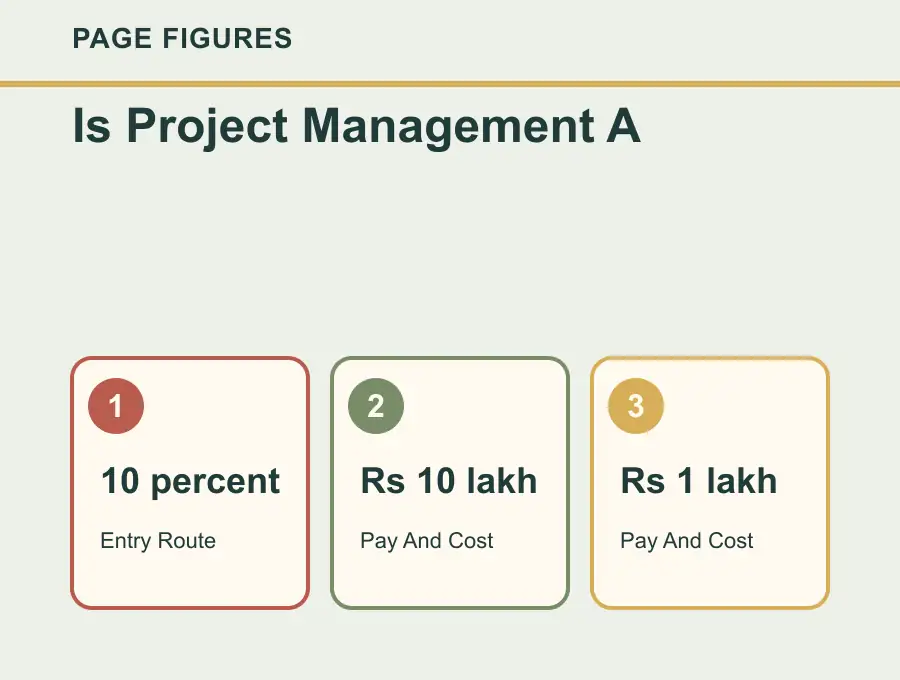 PAGE FIGURES
Is Project Management A
1
10 percent
Entry Route
2
Rs 10 lakh
Pay And Cost
3
Rs 1 lakh
Pay And Cost